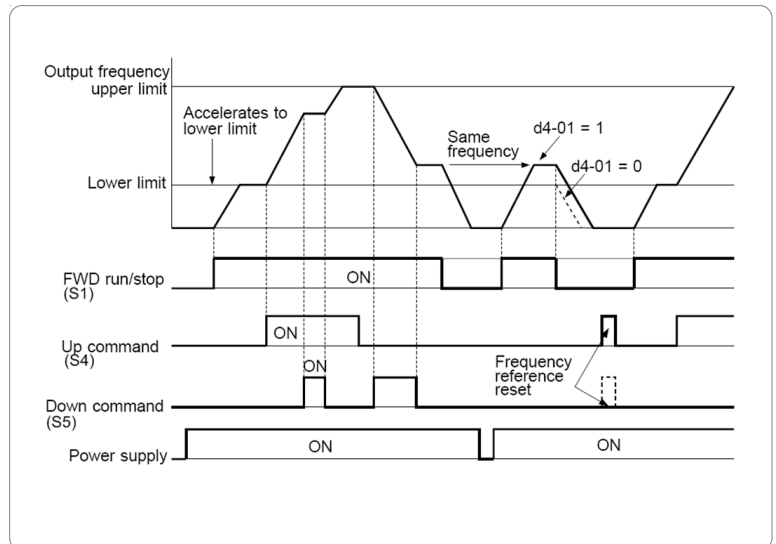 Output frequency
upper limit
Accelerates to
lower limit
Same
frequency
d4-01 = 1
d4-01 = 0
Lower limit
FWD run/stop
(S1)
ON
Up command
(S4)
ON
ON
Frequency
reference
reset
Down command
(S5)
Power supply
ON
ON